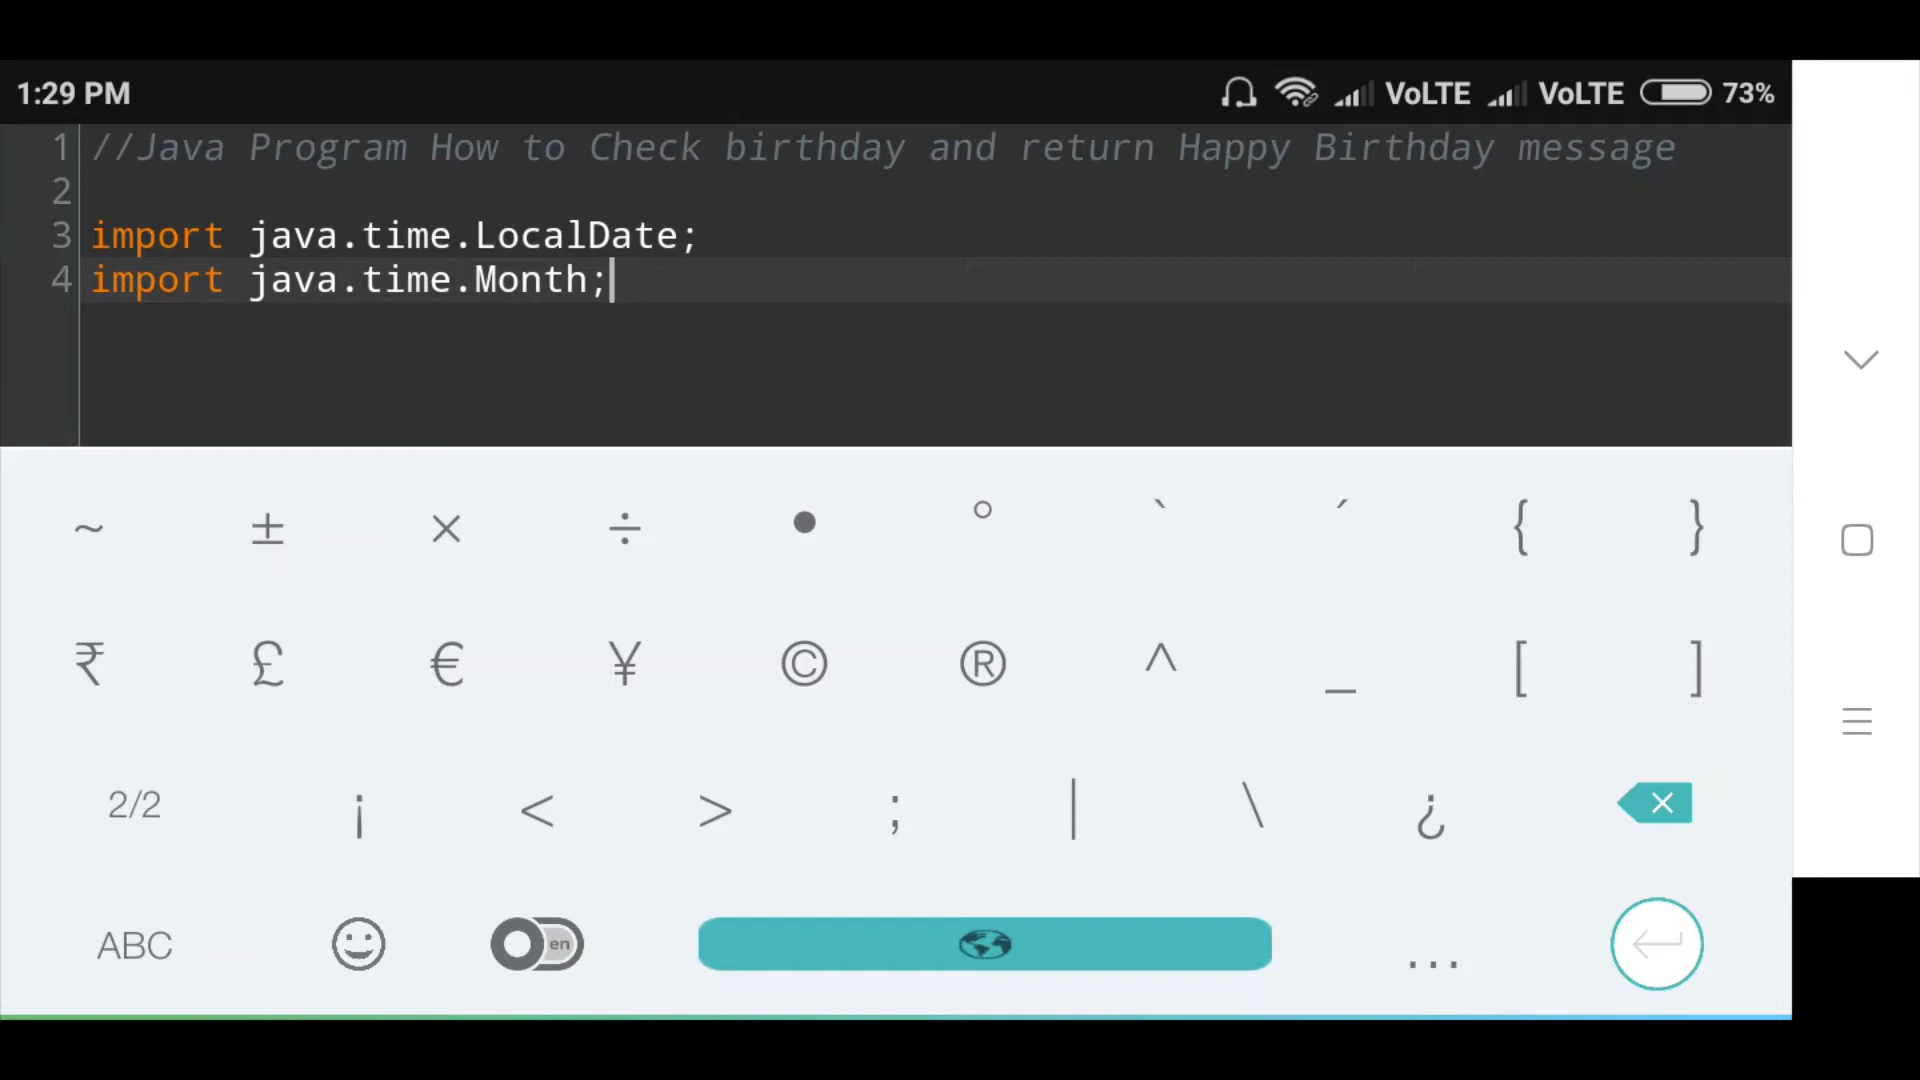 1:29 PM VoLTE VoLTE 73%
1 //Java Program How to Check birthday and return Happy Birthday message
2
3 import java.time.LocalDate;
4 import java.time.Month;
~ ± × ÷ • ° ` ´ { }
₹ £ € ¥ © ® ^ _ [ ]
2/2 ¡ < > ; | \ ¿
ABC en ...